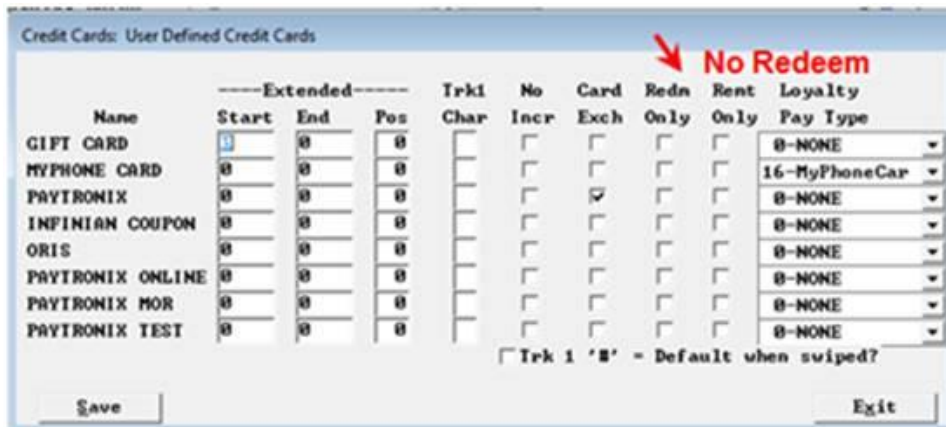 Credit Cards: User Defined Credit Cards
No Redeem
----Extended----- Trk1 No Card Redm Rent Loyalty
Name Start End Pos Char Incr Exch Only Only Pay Type
GIFT CARD 0 0 0 0-NONE
MYPHONE CARD 0 0 0 16-MyPhoneCar
PAYTRONIX 0 0 0 0-NONE
INFINIAN COUPON 0 0 0 0-NONE
ORIS 0 0 0 0-NONE
PAYTRONIX ONLINE 0 0 0 0-NONE
PAYTRONIX MOR 0 0 0 0-NONE
PAYTRONIX TEST 0 0 0 0-NONE
Trk 1 '#' = Default when swiped?
Save Exit